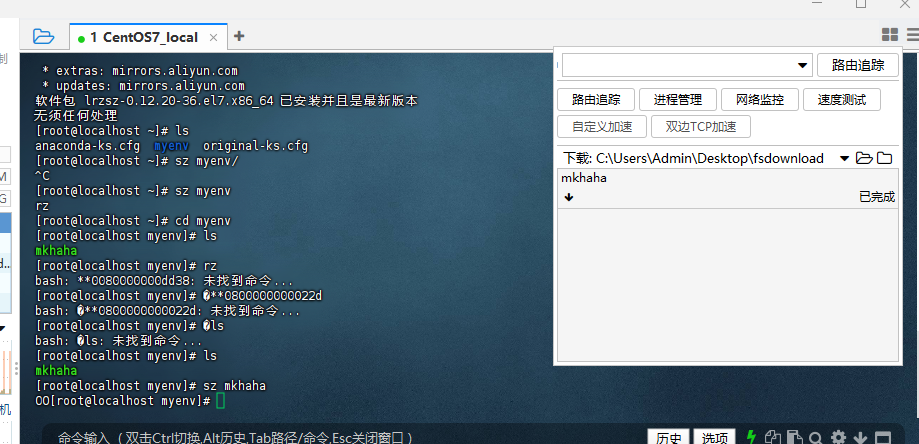 制
1 CentOS7_local
* extras: mirrors.aliyun.com
* updates: mirrors.aliyun.com
软件包 lrzsz-0.12.20-36.el7.x86_64 已安装并且是最新版本
无须任何处理
[root@localhost ~]# ls
anaconda-ks.cfg  myenv  original-ks.cfg
[root@localhost ~]# sz myenv/
^C
[root@localhost ~]# sz myenv
rz
[root@localhost ~]# cd myenv
[root@localhost myenv]# ls
mkhaha
[root@localhost myenv]# rz
bash: **0080000000dd38: 未找到命令...
[root@localhost myenv]# �**0800000000022d
bash: �**0800000000022d: 未找到命令...
[root@localhost myenv]# �ls
bash: �ls: 未找到命令...
[root@localhost myenv]# ls
mkhaha
[root@localhost myenv]# sz mkhaha
OO[root@localhost myenv]#
路由追踪
路由追踪 进程管理 网络监控 速度测试
自定义加速 双边TCP加速
下载: C:\Users\Admin\Desktop\fsdownload
mkhaha
已完成
M
G
d..
机
命令输入 (双击Ctrl切换,Alt历史,Tab路径/命令,Esc关闭窗口)
历史 选项